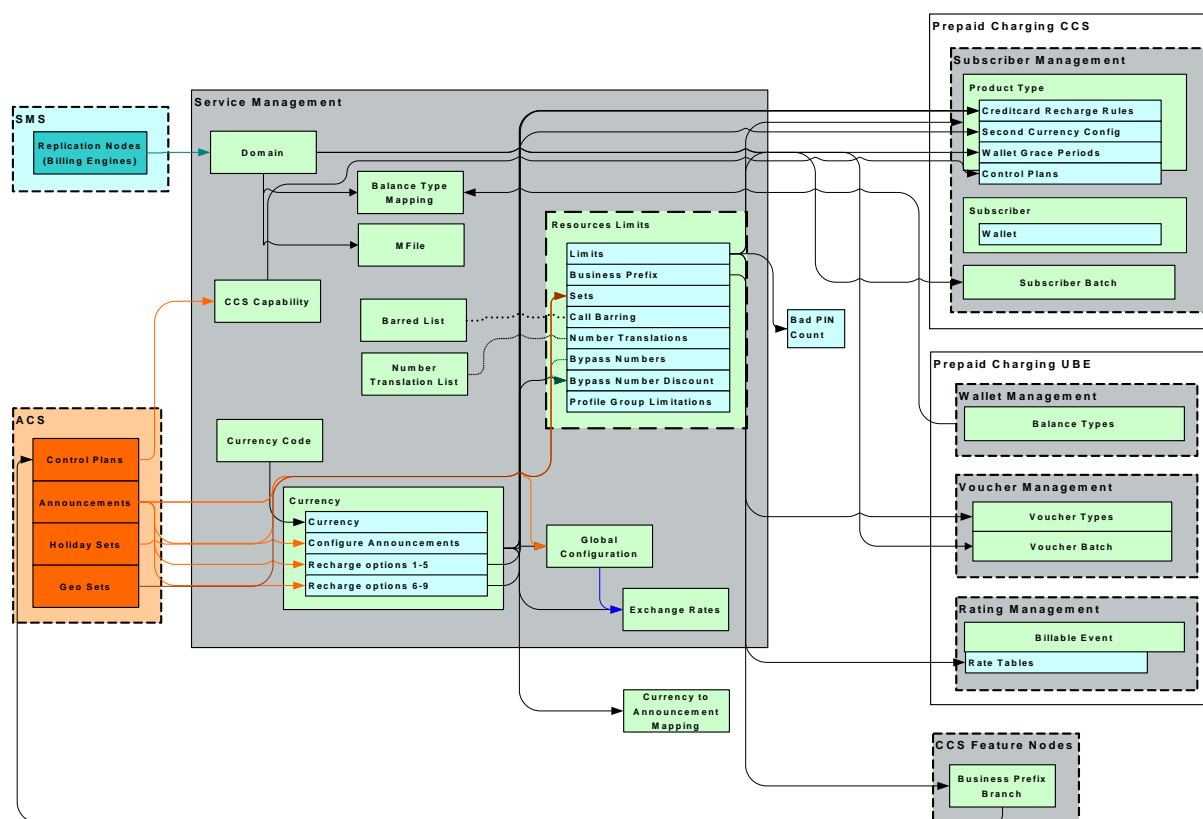 SMS
Replication Nodes
(Billing Engines)
ACS
Control Plans
Announcements
Holiday Sets
Geo Sets
Service Management
Domain
Balance Type
Mapping
MFile
CCS Capability
Barred List
Number
Translation List
Currency Code
Currency
Currency
Configure Announcements
Recharge options 1-5
Recharge options 6-9
Resources Limits
Limits
Business Prefix
Sets
Call Barring
Number Translations
Bypass Numbers
Bypass Number Discount
Profile Group Limitations
Global
Configuration
Exchange Rates
Bad PIN
Count
Currency to
Announcement
Mapping
Prepaid Charging CCS
Subscriber Management
Product Type
Creditcard Recharge Rules
Second Currency Config
Wallet Grace Periods
Control Plans
Subscriber
Wallet
Subscriber Batch
Prepaid Charging UBE
Wallet Management
Balance Types
Voucher Management
Voucher Types
Voucher Batch
Rating Management
Billable Event
Rate Tables
CCS Feature Nodes
Business Prefix
Branch